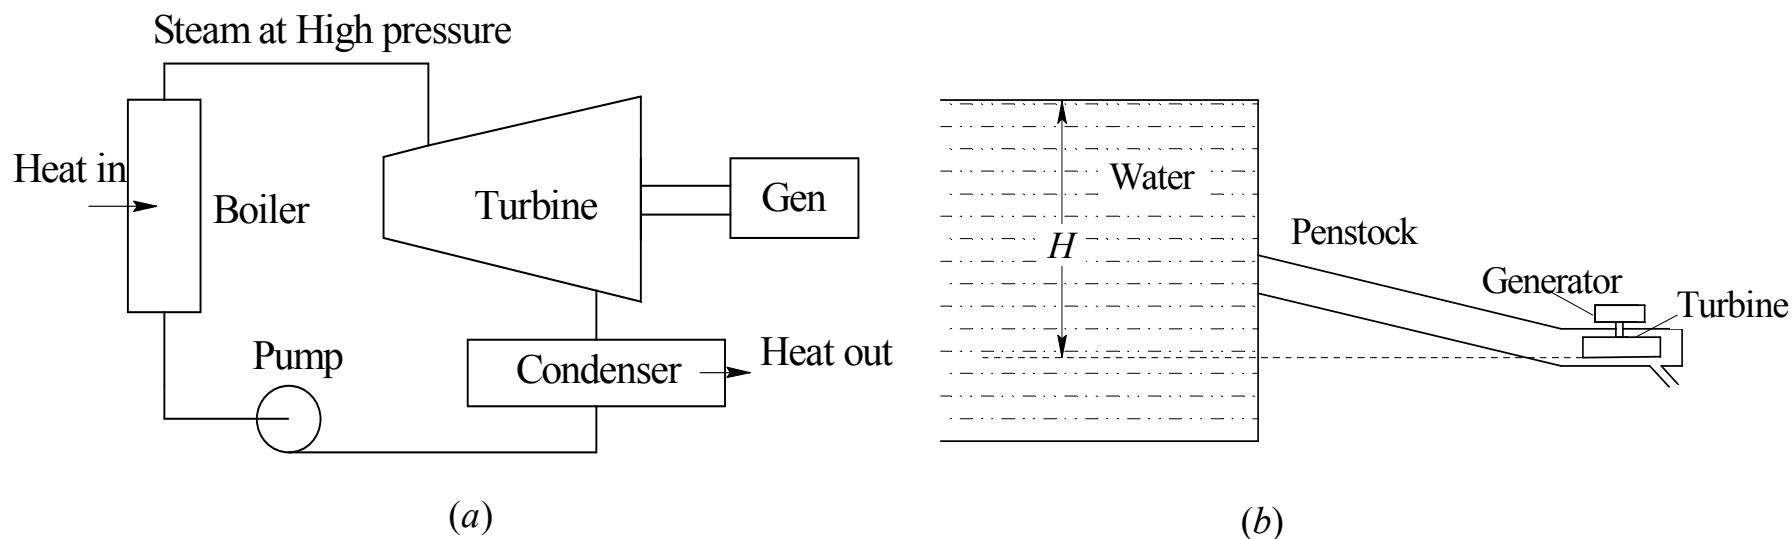 Steam at High pressure
Heat in
Boiler
Turbine
Gen
Pump
Condenser
Heat out
(a)
Water
H
Penstock
Generator
Turbine
(b)